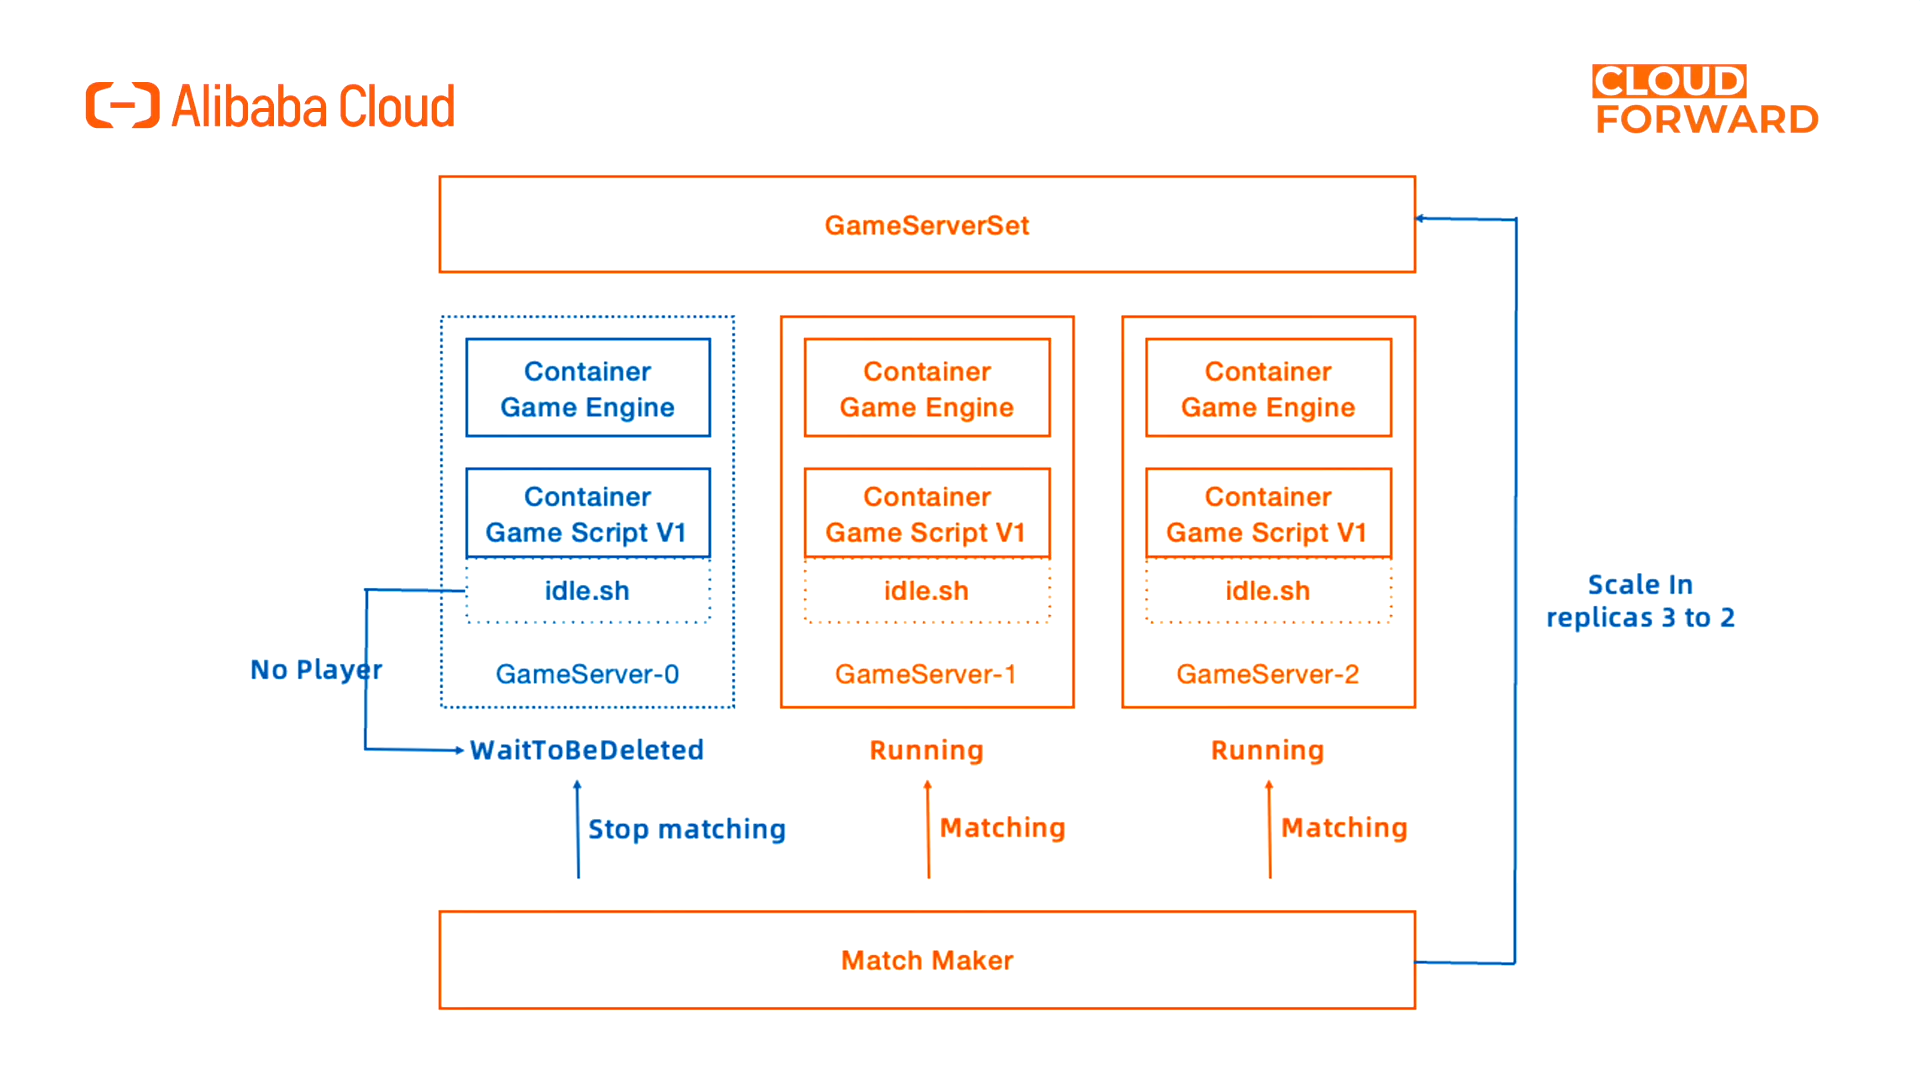 Alibaba Cloud
CLOUD
FORWARD
GameServerSet
Container
Game Engine
Container
Game Script V1
idle.sh
GameServer-0
Container
Game Engine
Container
Game Script V1
idle.sh
GameServer-1
Container
Game Engine
Container
Game Script V1
idle.sh
GameServer-2
Scale In
replicas 3 to 2
No Player
WaitToBeDeleted
Running
Running
Stop matching
Matching
Matching
Match Maker